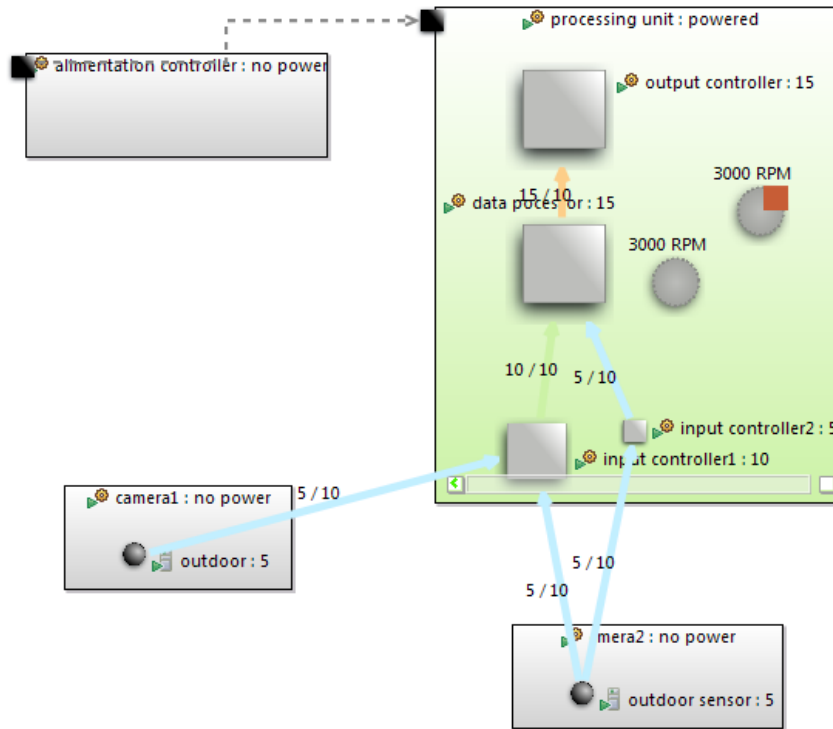 processing unit : powered
alimentation controller : no power
output controller : 15
15 / 10
3000 RPM
data pocessor : 15
3000 RPM
10 / 10
5 / 10
input controller2 : 5
input controller1 : 10
camera1 : no power
5 / 10
outdoor : 5
5 / 10
5 / 10
mera2 : no power
outdoor sensor : 5